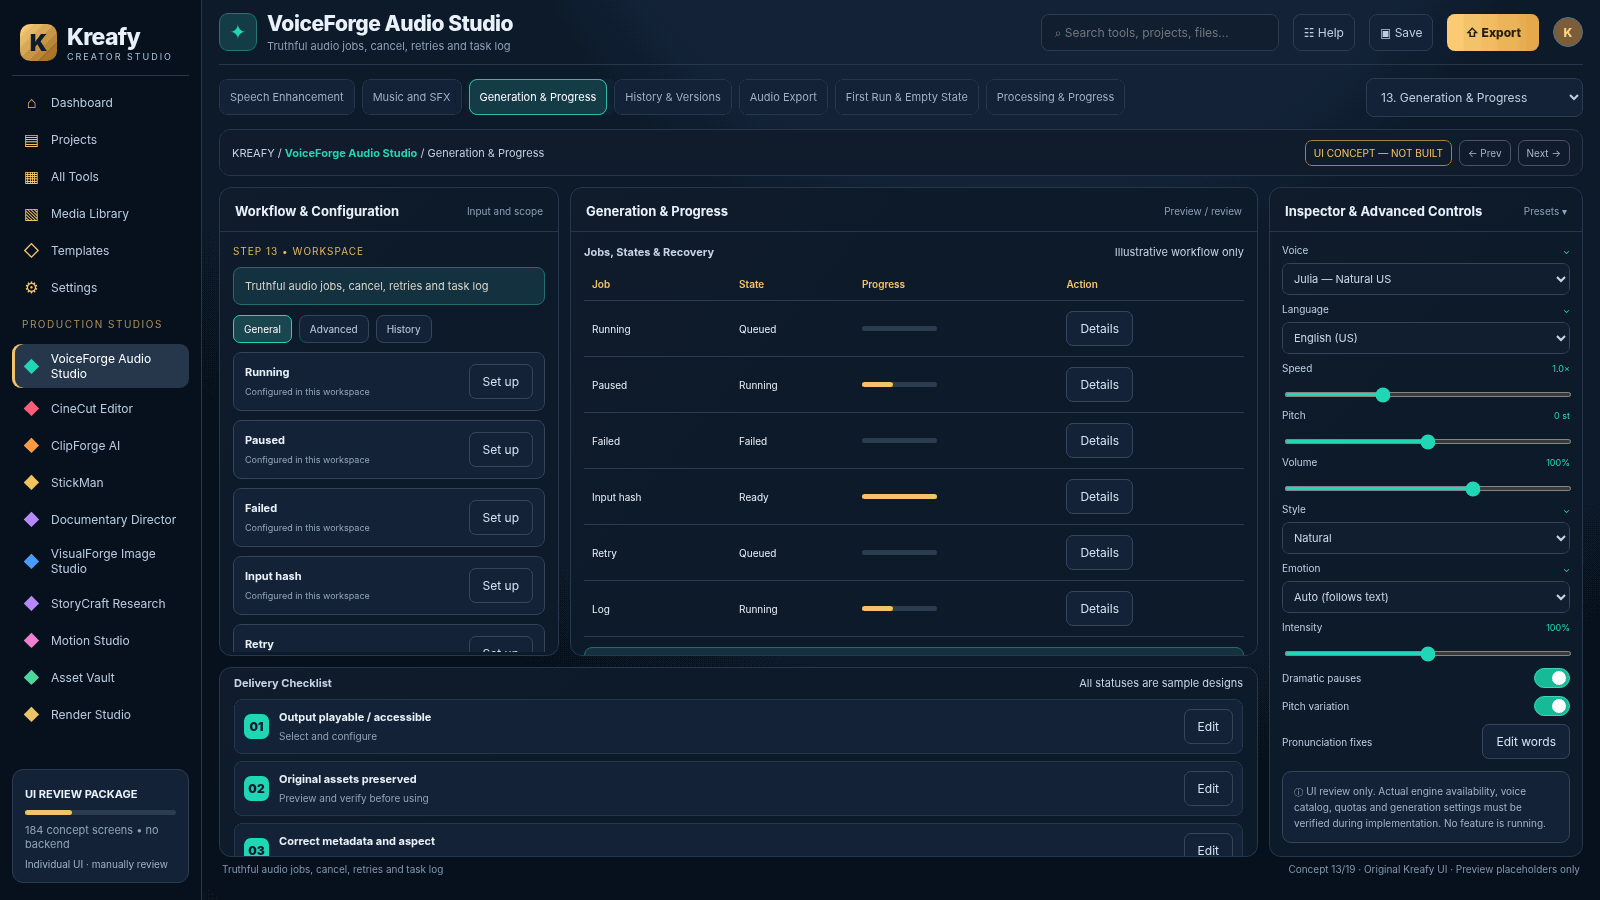 K
Kreafy
CREATOR STUDIO
Dashboard
Projects
All Tools
Media Library
Templates
Settings
PRODUCTION STUDIOS
VoiceForge Audio
Studio
CineCut Editor
ClipForge AI
StickMan
Documentary Director
VisualForge Image
Studio
StoryCraft Research
Motion Studio
Asset Vault
Render Studio
UI REVIEW PACKAGE
184 concept screens • no
backend
Individual UI · manually review
VoiceForge Audio Studio
Truthful audio jobs, cancel, retries and task log
Search tools, projects, files...
Help
Save
Export
K
Speech Enhancement
Music and SFX
Generation & Progress
History & Versions
Audio Export
First Run & Empty State
Processing & Progress
13. Generation & Progress
KREAFY / VoiceForge Audio Studio / Generation & Progress
UI CONCEPT — NOT BUILT
← Prev
Next →
Workflow & Configuration
Input and scope
STEP 13 • WORKSPACE
Truthful audio jobs, cancel, retries and task log
General
Advanced
History
Running
Configured in this workspace
Set up
Paused
Configured in this workspace
Set up
Failed
Configured in this workspace
Set up
Input hash
Configured in this workspace
Set up
Retry
Set up
Generation & Progress
Preview / review
Jobs, States & Recovery
Illustrative workflow only
Job State Progress Action
Running Queued Details
Paused Running Details
Failed Failed Details
Input hash Ready Details
Retry Queued Details
Log Running Details
Delivery Checklist
All statuses are sample designs
01
Output playable / accessible
Select and configure
Edit
02
Original assets preserved
Preview and verify before using
Edit
03
Correct metadata and aspect
Edit
Inspector & Advanced Controls
Presets ▾
Voice
Julia — Natural US
Language
English (US)
Speed
1.0×
Pitch
0 st
Volume
100%
Style
Natural
Emotion
Auto (follows text)
Intensity
100%
Dramatic pauses
Pitch variation
Pronunciation fixes
Edit words
ⓘ UI review only. Actual engine availability, voice
catalog, quotas and generation settings must be
verified during implementation. No feature is running.
Truthful audio jobs, cancel, retries and task log
Concept 13/19 · Original Kreafy UI · Preview placeholders only